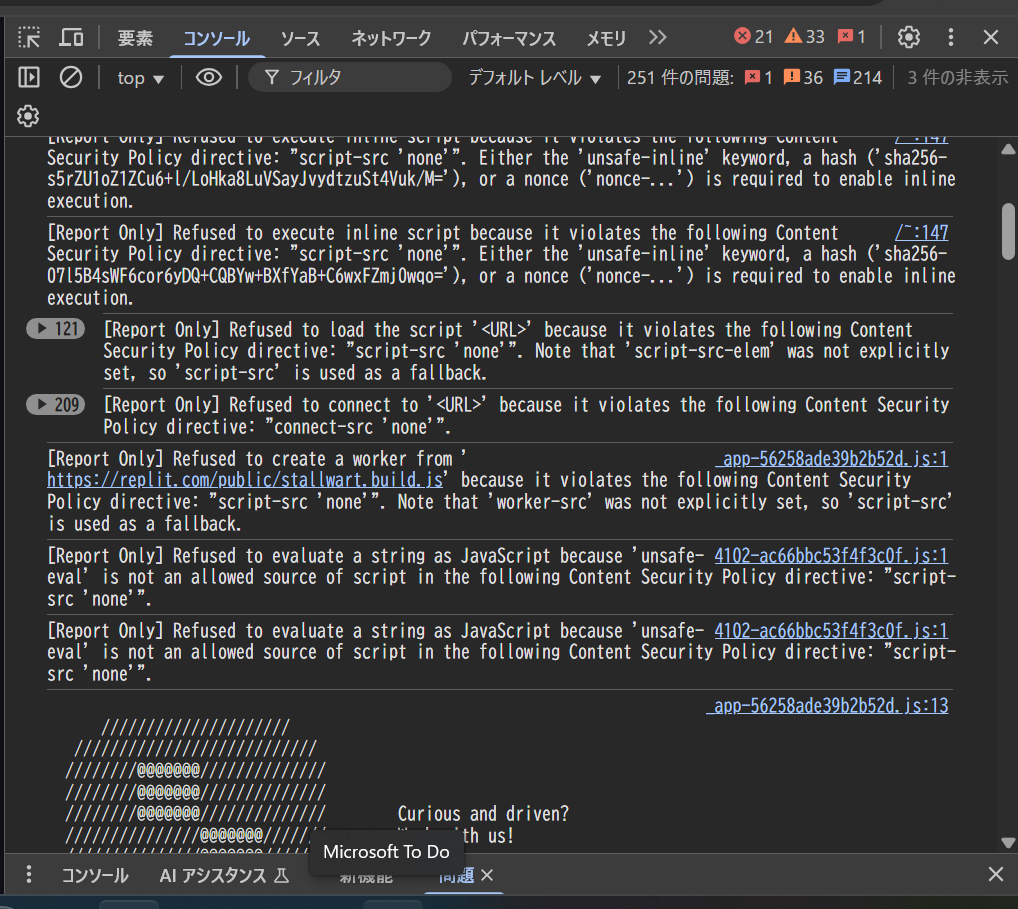 要素 コンソール ソース ネットワーク パフォーマンス メモリ 21 33 1
top フィルタ デフォルト レベル 251 件の問題: 1 36 214 3 件の非表示
[Report Only] Refused to execute inline script because it violates the following Content /~:147
Security Policy directive: "script-src 'none'". Either the 'unsafe-inline' keyword, a hash ('sha256-
s5rZU1oZ1ZCu6+l/LoHka8LuVSayJvydtzuSt4Vuk/M='), or a nonce ('nonce-...') is required to enable inline
execution.
[Report Only] Refused to execute inline script because it violates the following Content /~:147
Security Policy directive: "script-src 'none'". Either the 'unsafe-inline' keyword, a hash ('sha256-
O7l5B4sWF6cor6yDQ+CQBYw+BXfYaB+C6wxFZmjOwqo='), or a nonce ('nonce-...') is required to enable inline
execution.
121 [Report Only] Refused to load the script '<URL>' because it violates the following Content
Security Policy directive: "script-src 'none'". Note that 'script-src-elem' was not explicitly
set, so 'script-src' is used as a fallback.
209 [Report Only] Refused to connect to '<URL>' because it violates the following Content Security
Policy directive: "connect-src 'none'".
[Report Only] Refused to create a worker from ' _app-56258ade39b2b52d.js:1
https://replit.com/public/stallwart.build.js' because it violates the following Content Security
Policy directive: "script-src 'none'". Note that 'worker-src' was not explicitly set, so 'script-src'
is used as a fallback.
[Report Only] Refused to evaluate a string as JavaScript because 'unsafe- 4102-ac66bbc53f4f3c0f.js:1
eval' is not an allowed source of script in the following Content Security Policy directive: "script-
src 'none'".
[Report Only] Refused to evaluate a string as JavaScript because 'unsafe- 4102-ac66bbc53f4f3c0f.js:1
eval' is not an allowed source of script in the following Content Security Policy directive: "script-
src 'none'".
_app-56258ade39b2b52d.js:13
/////////////////////
///////////////////////////
////////@@@@@@@//////////////
////////@@@@@@@//////////////
////////@@@@@@@////////////// Curious and driven?
///////////////@@@@@@@/////// with us!
Microsoft To Do
コンソール AI アシスタンス 新機能 問題